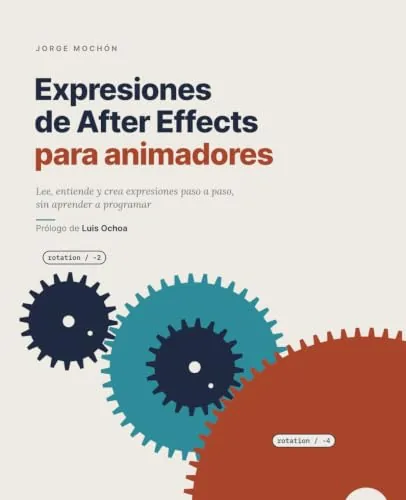 JORGE MOCHÓN
Expresiones
de After Effects
para animadores
Lee, entiende y crea expresiones paso a paso,
sin aprender a programar
Prólogo de Luis Ochoa
rotation / -2
rotation / -4